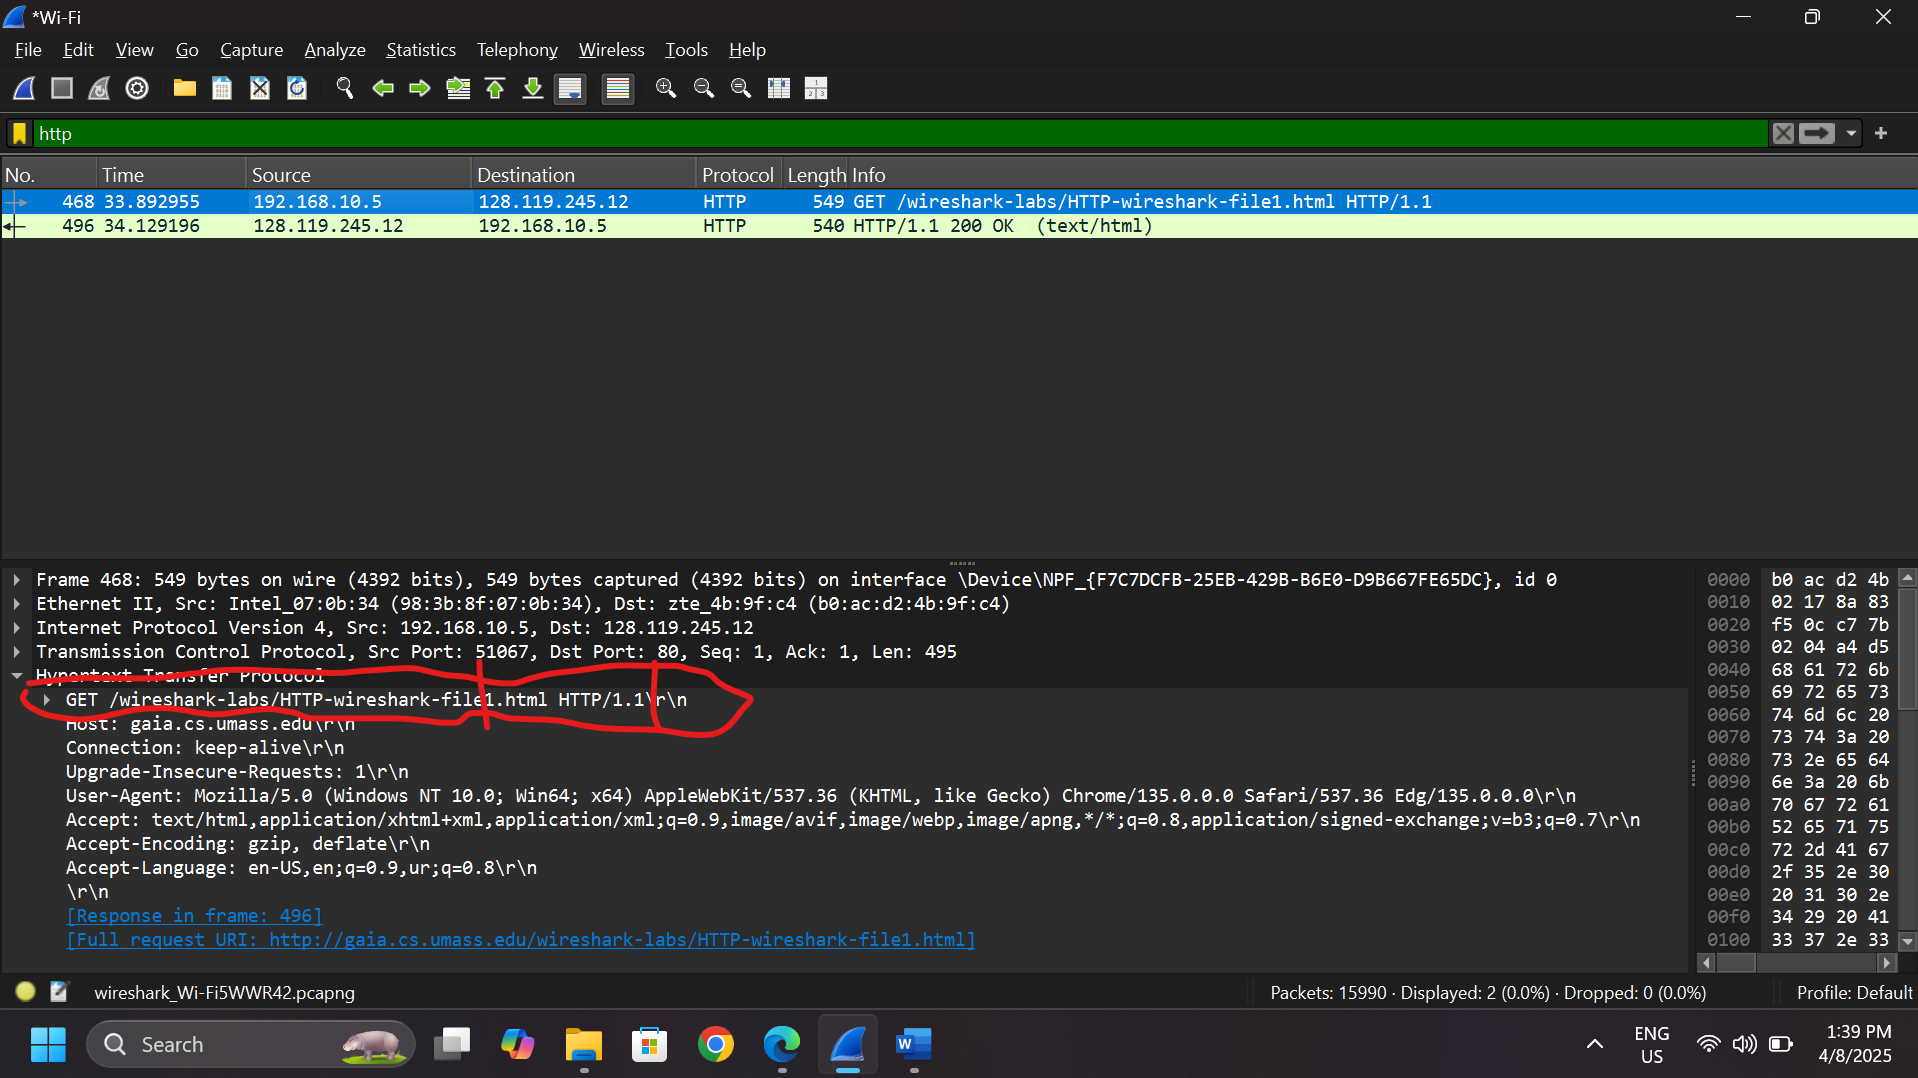 *Wi-Fi
File Edit View Go Capture Analyze Statistics Telephony Wireless Tools Help
http
No. Time Source Destination Protocol Length Info
468 33.892955 192.168.10.5 128.119.245.12 HTTP 549 GET /wireshark-labs/HTTP-wireshark-file1.html HTTP/1.1
496 34.129196 128.119.245.12 192.168.10.5 HTTP 540 HTTP/1.1 200 OK (text/html)
Frame 468: 549 bytes on wire (4392 bits), 549 bytes captured (4392 bits) on interface \Device\NPF_{F7C7DCFB-25EB-429B-B6E0-D9B667FE65DC}, id 0
Ethernet II, Src: Intel_07:0b:34 (98:3b:8f:07:0b:34), Dst: zte_4b:9f:c4 (b0:ac:d2:4b:9f:c4)
Internet Protocol Version 4, Src: 192.168.10.5, Dst: 128.119.245.12
Transmission Control Protocol, Src Port: 51067, Dst Port: 80, Seq: 1, Ack: 1, Len: 495
Hypertext Transfer Protocol
GET /wireshark-labs/HTTP-wireshark-file1.html HTTP/1.1\r\n
Host: gaia.cs.umass.edu\r\n
Connection: keep-alive\r\n
Upgrade-Insecure-Requests: 1\r\n
User-Agent: Mozilla/5.0 (Windows NT 10.0; Win64; x64) AppleWebKit/537.36 (KHTML, like Gecko) Chrome/135.0.0.0 Safari/537.36 Edg/135.0.0.0\r\n
Accept: text/html,application/xhtml+xml,application/xml;q=0.9,image/avif,image/webp,image/apng,*/*;q=0.8,application/signed-exchange;v=b3;q=0.7\r\n
Accept-Encoding: gzip, deflate\r\n
Accept-Language: en-US,en;q=0.9,ur;q=0.8\r\n
\r\n
[Response in frame: 496]
[Full request URI: http://gaia.cs.umass.edu/wireshark-labs/HTTP-wireshark-file1.html]
0000 b0 ac d2 4b
0010 02 17 8a 83
0020 f5 0c c7 7b
0030 02 04 a4 d5
0040 68 61 72 6b
0050 69 72 65 73
0060 74 6d 6c 20
0070 73 74 3a 20
0080 73 2e 65 64
0090 6e 3a 20 6b
00a0 70 67 72 61
00b0 52 65 71 75
00c0 72 2d 41 67
00d0 2f 35 2e 30
00e0 20 31 30 2e
00f0 34 29 20 41
0100 33 37 2e 33
wireshark_Wi-Fi5WWR42.pcapng
Packets: 15990 · Displayed: 2 (0.0%) · Dropped: 0 (0.0%)
Profile: Default
Search
ENG
US
1:39 PM
4/8/2025